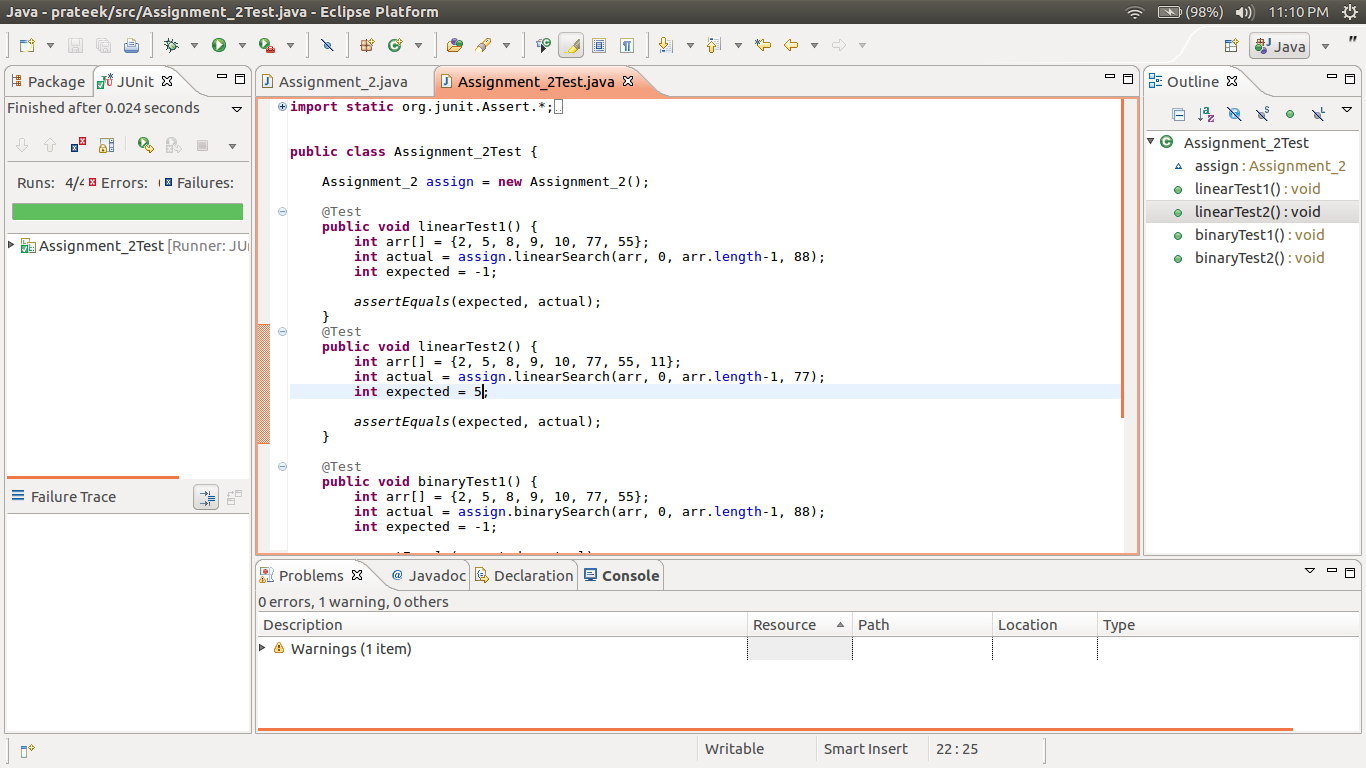 Java - prateek/src/Assignment_2Test.java - Eclipse Platform
(98%) 11:10 PM
Java
Package JUnit
Finished after 0.024 seconds
Runs: 4/4 Errors: Failures:
Assignment_2Test [Runner: JUn
Failure Trace
Assignment_2.java Assignment_2Test.java
import static org.junit.Assert.*;
public class Assignment_2Test {
Assignment_2 assign = new Assignment_2();
@Test
public void linearTest1() {
int arr[] = {2, 5, 8, 9, 10, 77, 55};
int actual = assign.linearSearch(arr, 0, arr.length-1, 88);
int expected = -1;
assertEquals(expected, actual);
}
@Test
public void linearTest2() {
int arr[] = {2, 5, 8, 9, 10, 77, 55, 11};
int actual = assign.linearSearch(arr, 0, arr.length-1, 77);
int expected = 5;
assertEquals(expected, actual);
}
@Test
public void binaryTest1() {
int arr[] = {2, 5, 8, 9, 10, 77, 55};
int actual = assign.binarySearch(arr, 0, arr.length-1, 88);
int expected = -1;
Outline
Assignment_2Test
assign : Assignment_2
linearTest1() : void
linearTest2() : void
binaryTest1() : void
binaryTest2() : void
Problems @ Javadoc Declaration Console
0 errors, 1 warning, 0 others
Description Resource Path Location Type
Warnings (1 item)
Writable Smart Insert 22 : 25